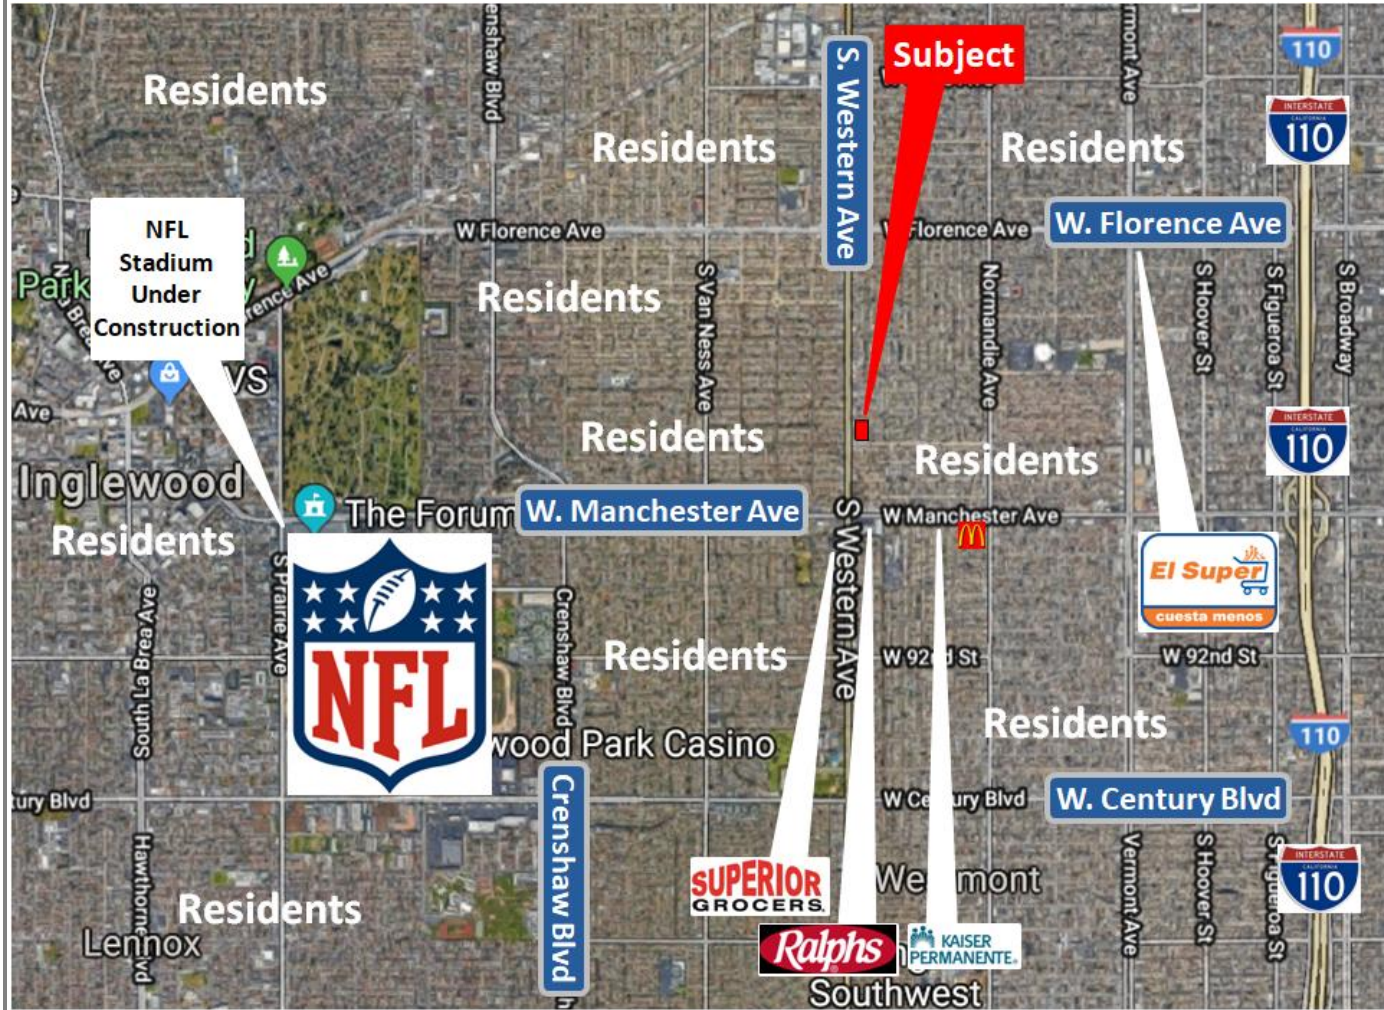 110
Subject
S. Western Ave
Residents
INTERSTATE
CALIFORNIA
110
Residents
Residents
NFL
Stadium
Under
Construction
W Florence Ave
Florence Ave
W. Florence Ave
Residents
S Van Ness Ave
Normandie Ave
S Hoover St
S Figueroa St
S Broadway
Park
Ave
Residents
INTERSTATE
CALIFORNIA
110
Residents
Inglewood
The Forum
W. Manchester Ave
S Western Ave
W Manchester Ave
Residents
S Prairie Ave
NFL
El Super
cuesta menos
South La Brea Ave
Crenshaw Blvd
Residents
W 92nd St
W 92nd St
Residents
110
wood Park Casino
tury Blvd
Crenshaw Blvd
W Century Blvd
W. Century Blvd
Hawthorne Blvd
Vermont Ave
S Hoover St
S Figueroa St
INTERSTATE
CALIFORNIA
110
SUPERIOR
GROCERS.
Residents
Lennox
Ralphs
KAISER
PERMANENTE®
Southwest